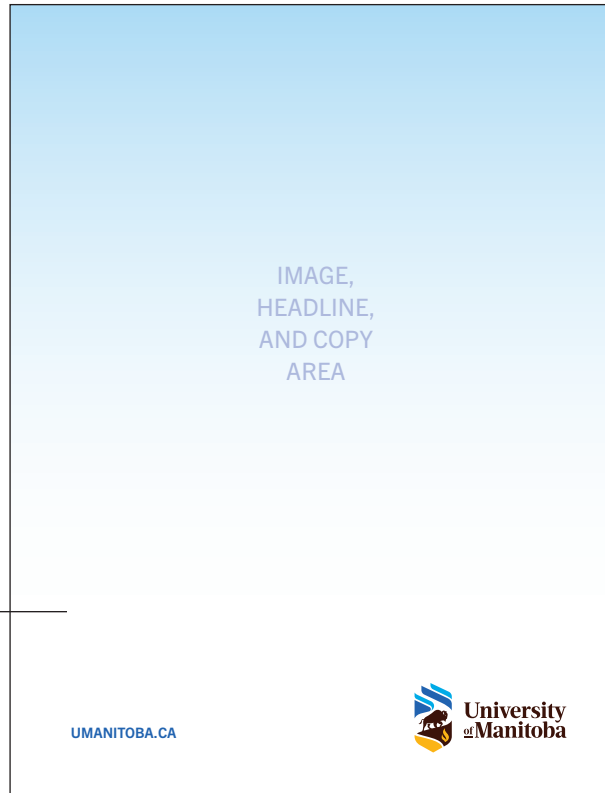 IMAGE,
HEADLINE,
AND COPY
AREA
UMANITOBA.CA
University
of Manitoba